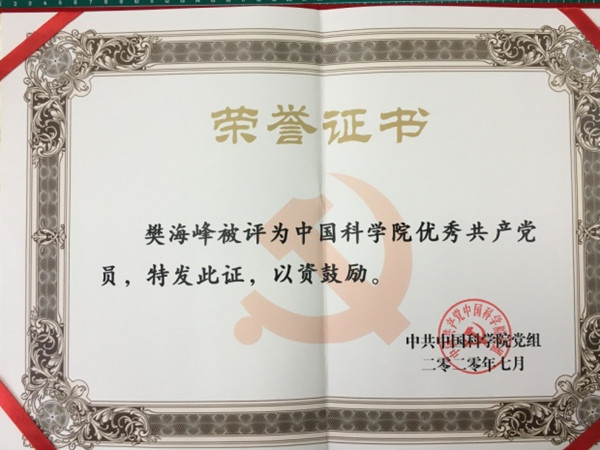 荣誉证书
樊海峰被评为中国科学院优秀共产党
员，特发此证，以资鼓励。
中共中国科学院党组
二零二零年七月